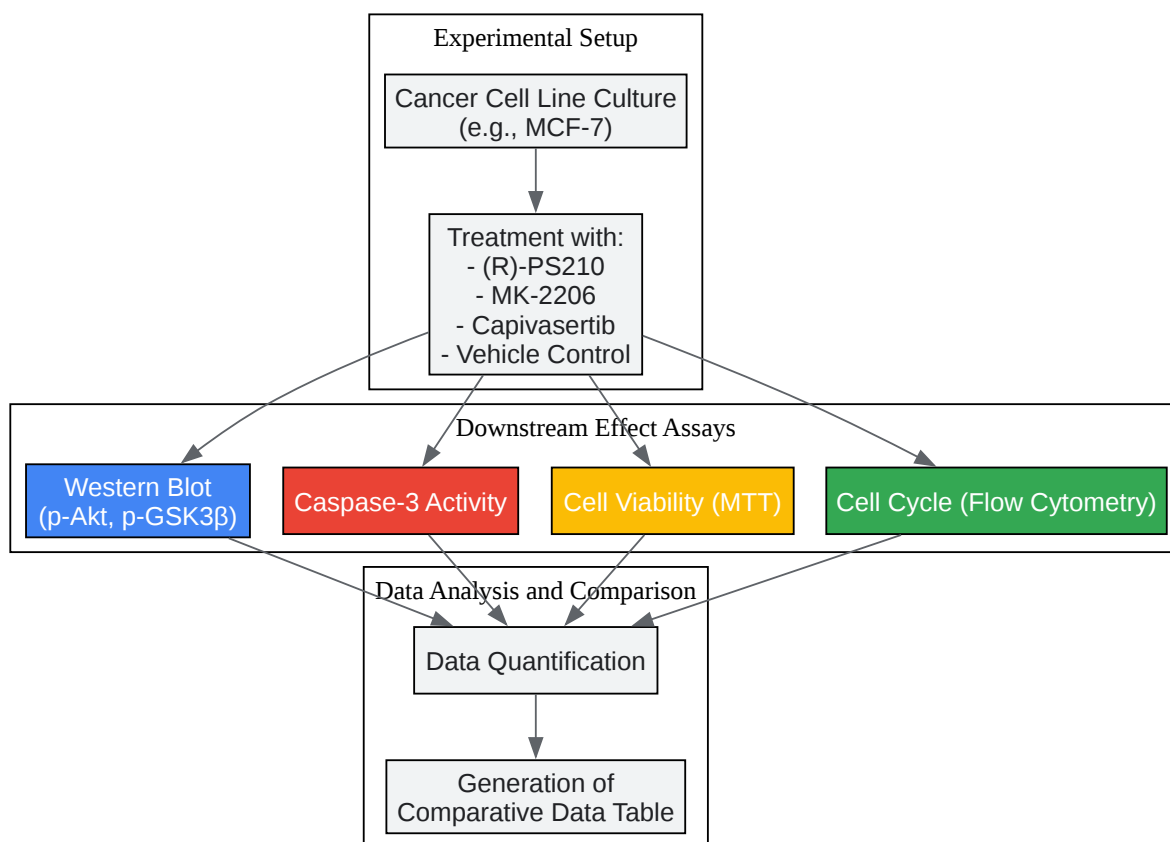 Experimental Setup
Cancer Cell Line Culture
(e.g., MCF-7)
Treatment with:
- (R)-PS210
- MK-2206
- Capivasertib
- Vehicle Control
Downstream Effect Assays
Western Blot
(p-Akt, p-GSK3β)
Caspase-3 Activity
Cell Viability (MTT)
Cell Cycle (Flow Cytometry)
Data Analysis and Comparison
Data Quantification
Generation of
Comparative Data Table